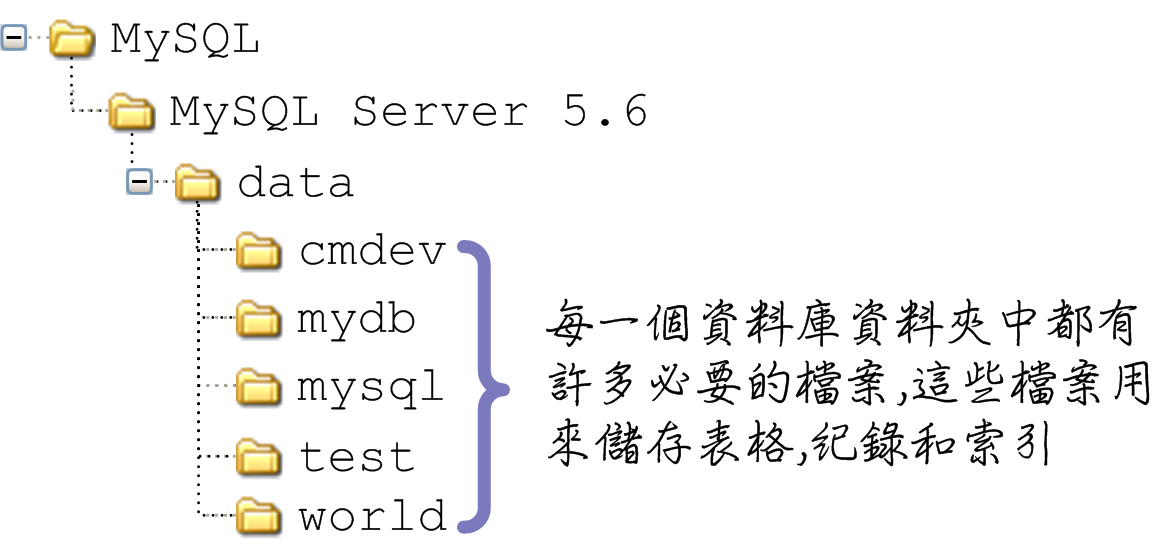 MySQL
MySQL Server 5.6
data
cmdev
mydb
mysql
test
world
每一個資料庫資料夾中都有
許多必要的檔案,這些檔案用
來儲存表格,紀錄和索引